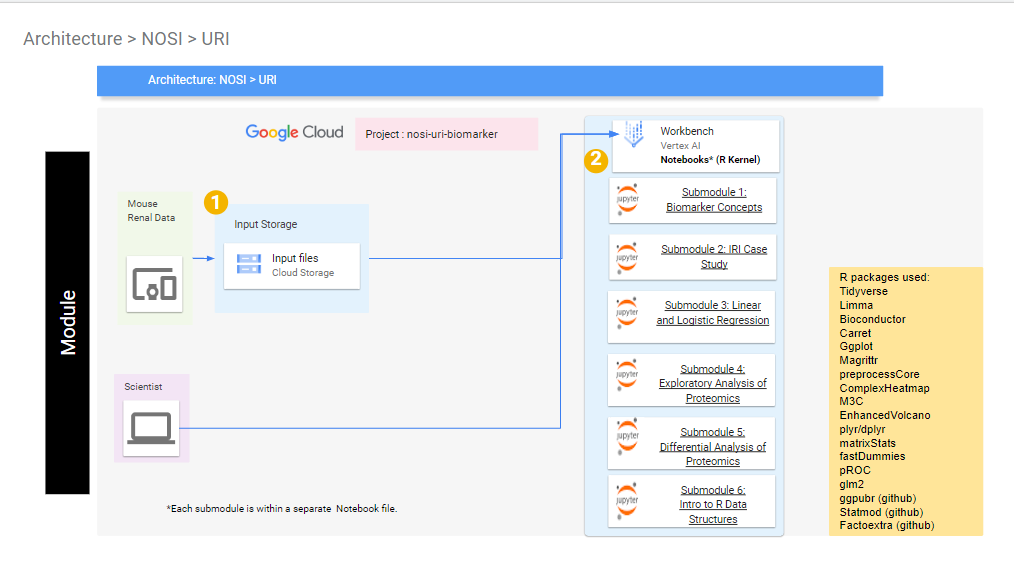 Architecture > NOSI > URI
Architecture: NOSI > URI
Google Cloud
Project : nosi-uri-biomarker
Module
Mouse
Renal Data
1
Input Storage
Input files
Cloud Storage
Scientist
*Each submodule is within a separate Notebook file.
2
Workbench
Vertex AI
Notebooks* (R Kernel)
jupyter
Submodule 1:
Biomarker Concepts
jupyter
Submodule 2: IRI Case
Study
jupyter
Submodule 3: Linear
and Logistic Regression
jupyter
Submodule 4:
Exploratory Analysis of
Proteomics
jupyter
Submodule 5:
Differential Analysis of
Proteomics
jupyter
Submodule 6:
Intro to R Data
Structures
R packages used:
Tidyverse
Limma
Bioconductor
Carret
Ggplot
Magrittr
preprocessCore
ComplexHeatmap
M3C
EnhancedVolcano
plyr/dplyr
matrixStats
fastDummies
pROC
glm2
ggpubr (github)
Statmod (github)
Factoextra (github)